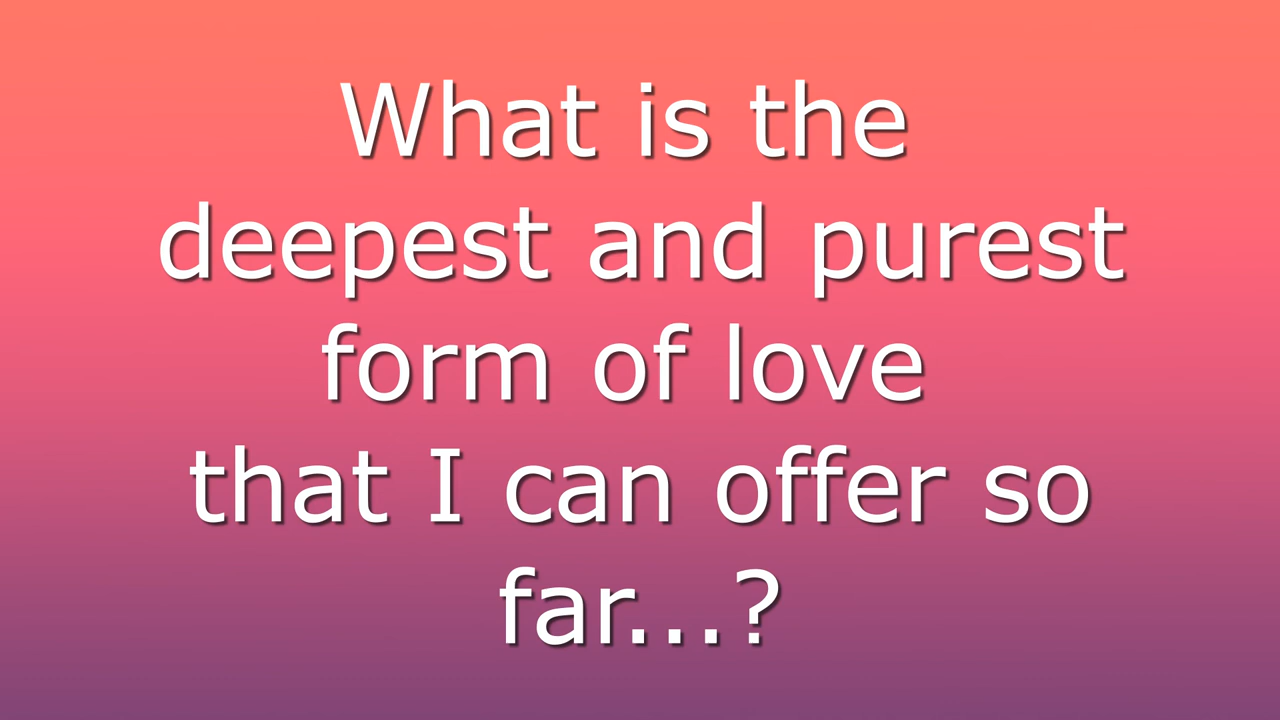 What is the
deepest and purest
form of love
that I can offer so
far...?